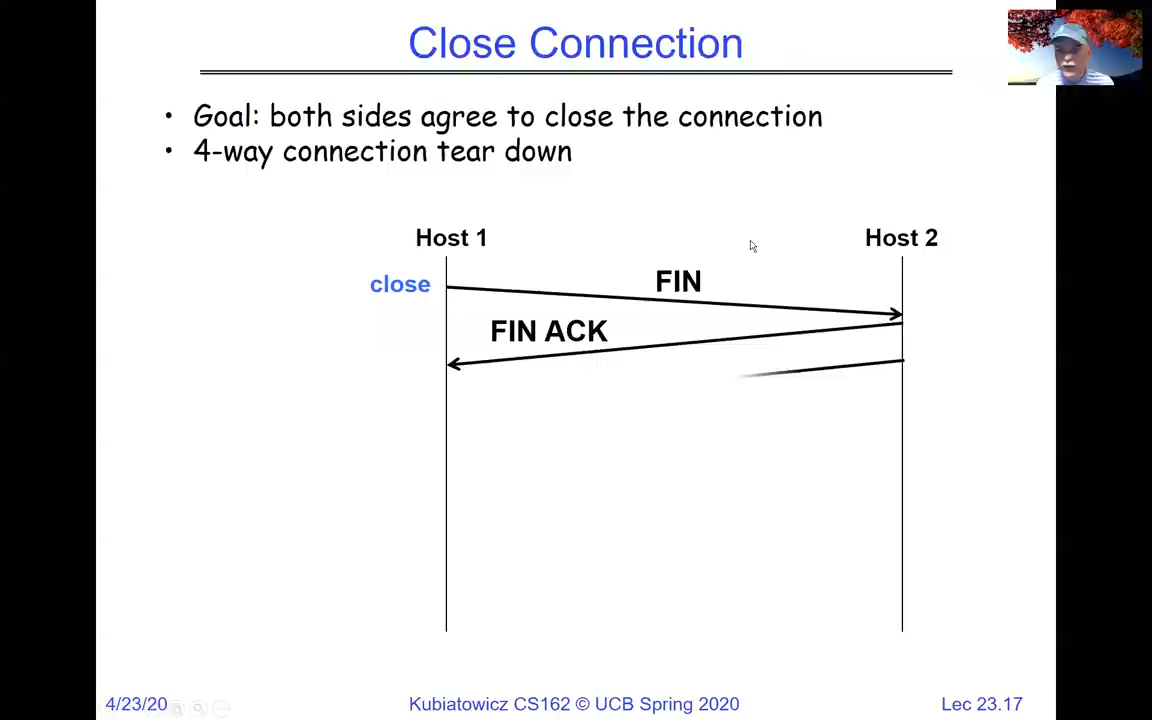 Close Connection
• Goal: both sides agree to close the connection
• 4-way connection tear down
Host 1
Host 2
close
FIN
FIN ACK
4/23/20
Kubiatowicz CS162 © UCB Spring 2020
Lec 23.17